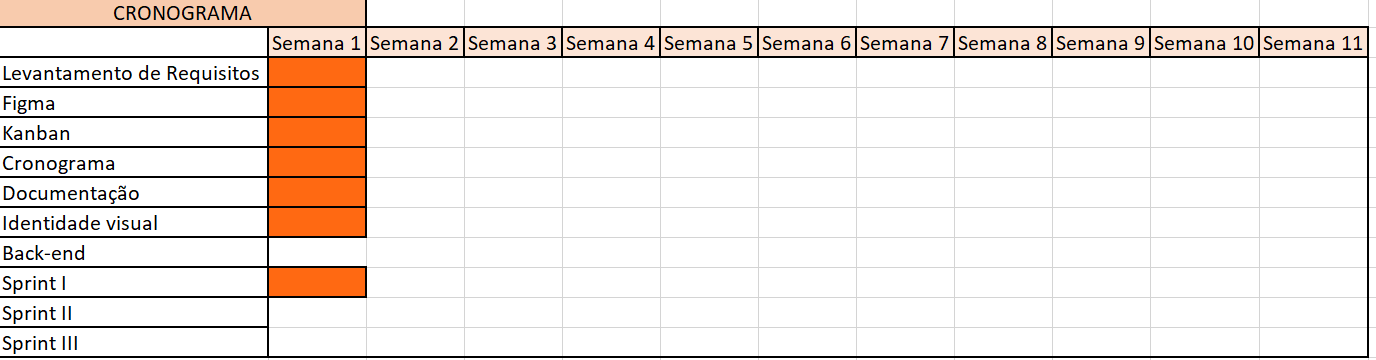 CRONOGRAMA
Semana 1 Semana 2 Semana 3 Semana 4 Semana 5 Semana 6 Semana 7 Semana 8 Semana 9 Semana 10 Semana 11
Levantamento de Requisitos
Figma
Kanban
Cronograma
Documentação
Identidade visual
Back-end
Sprint I
Sprint II
Sprint III